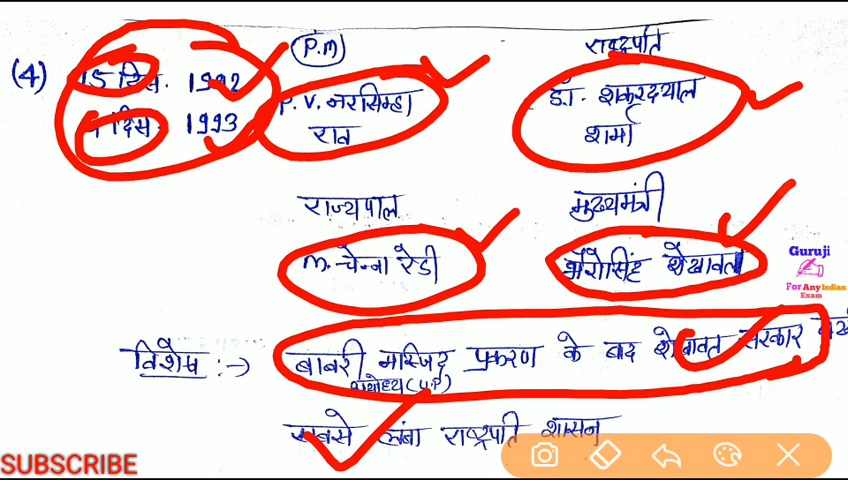 (4) 15 दिस. 1992 P.M राष्ट्रपति
दिस. 1993 P.V. नरसिम्हा डॉ. शंकरदयाल
राव शर्मा
राज्यपाल मुख्यमंत्री
M. चेन्ना रेड्डी भैरोसिंह शेखावत
Guruji
For Any Indian
Exam
विशेष :-> बाबरी मस्जिद प्रकरण के बाद शेखावत सरकार
अयोध्या (U.P)
सबसे लंबा राष्ट्रपति शासन
SUBSCRIBE